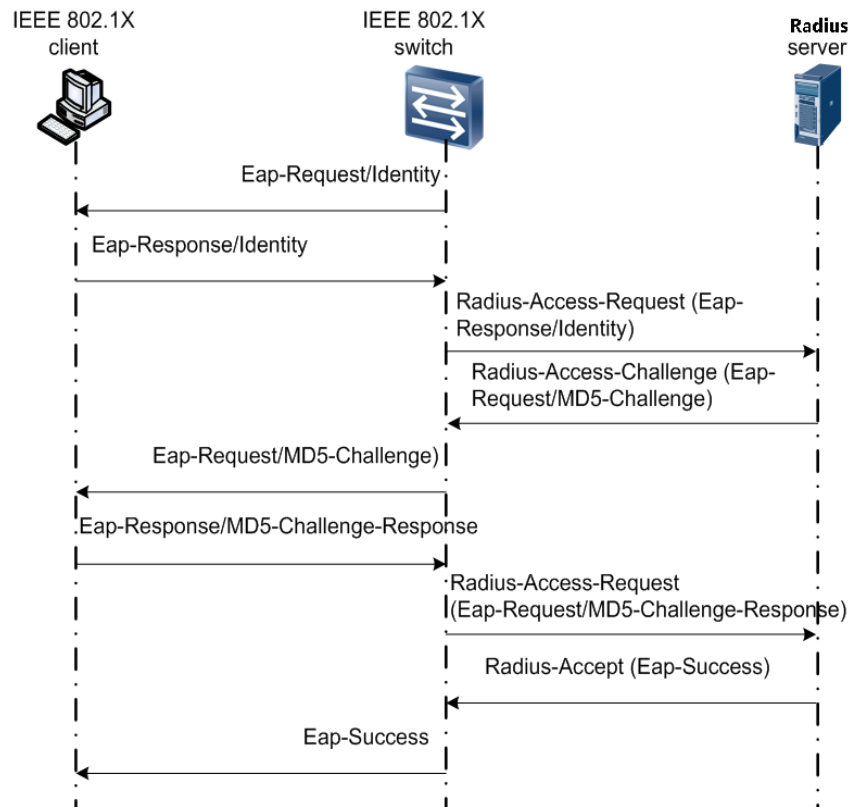 IEEE 802.1X
client
IEEE 802.1X
switch
Radius
server
Eap-Request/Identity
Eap-Response/Identity
Radius-Access-Request (Eap-
Response/Identity)
Radius-Access-Challenge (Eap-
Request/MD5-Challenge)
Eap-Request/MD5-Challenge)
Eap-Response/MD5-Challenge-Response
Radius-Access-Request
(Eap-Request/MD5-Challenge-Response)
Radius-Accept (Eap-Success)
Eap-Success